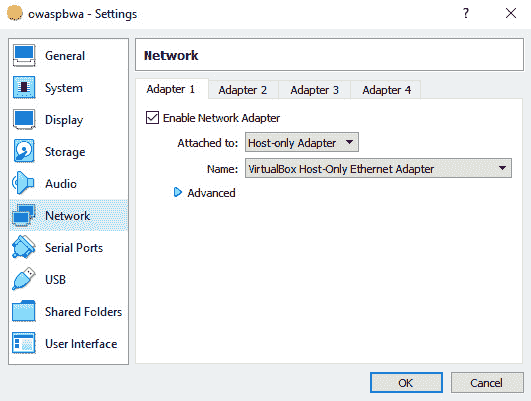 owaspbwa - Settings
? ×
General
System
Display
Storage
Audio
Network
Serial Ports
USB
Shared Folders
User Interface
Network
Adapter 1 Adapter 2 Adapter 3 Adapter 4
Enable Network Adapter
Attached to: Host-only Adapter
Name: VirtualBox Host-Only Ethernet Adapter
Advanced
OK Cancel